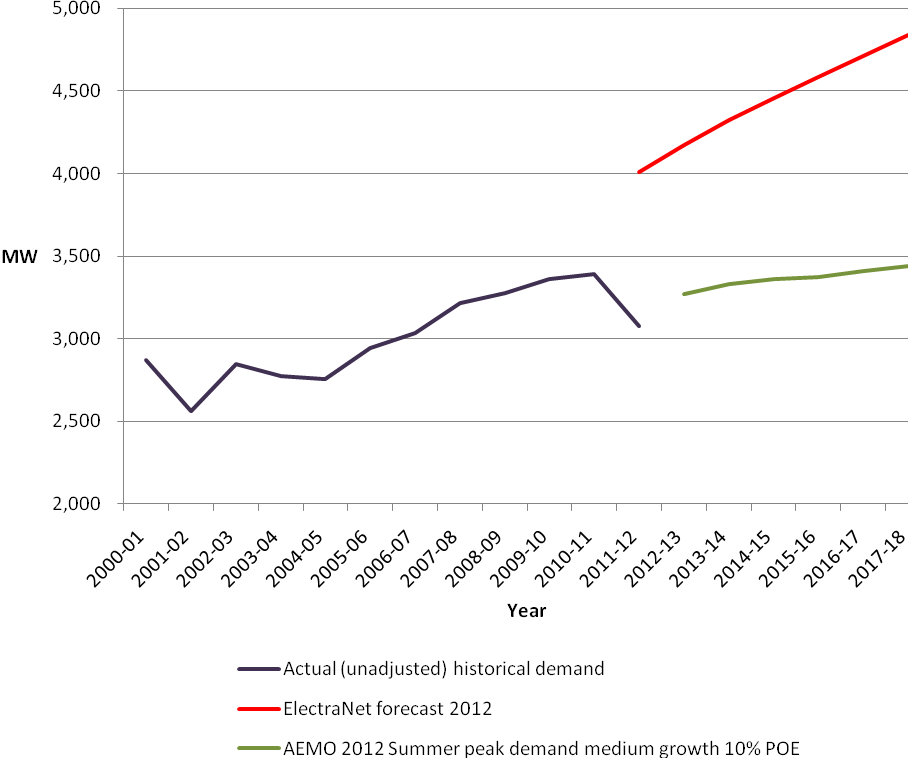 5,000
4,500
4,000
MW 3,500
3,000
2,500
2,000
2000-01 2001-02 2002-03 2003-04 2004-05 2005-06 2006-07 2007-08 2008-09 2009-10 2010-11 2011-12 2012-13 2013-14 2014-15 2015-16 2016-17 2017-18
Year
Actual (unadjusted) historical demand
ElectraNet forecast 2012
AEMO 2012 Summer peak demand medium growth 10% POE